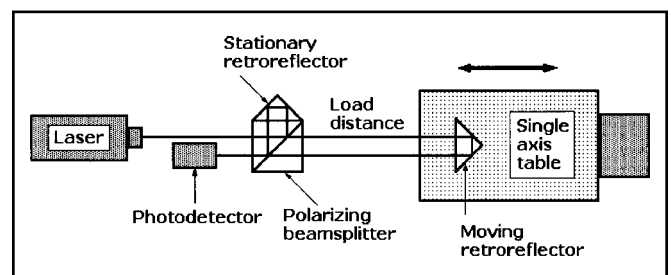 Stationary
retroreflector
Load
distance
Laser
Single
axis
table
Photodetector
Polarizing
beamsplitter
Moving
retroreflector